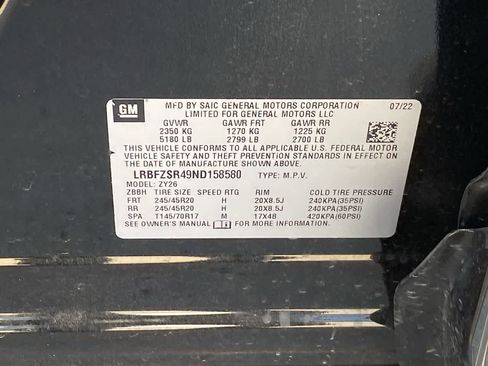 GM
MFD BY SAIC GENERAL MOTORS CORPORATION 07/22
LIMITED FOR GENERAL MOTORS LLC
GVWR GAWR FRT GAWR RR
2350 KG 1270 KG 1225 KG
5180 LB 2799 LB 2700 LB
THIS VEHICLE CONFORMS TO ALL APPLICABLE U.S. FEDERAL MOTOR
VEHICLE SAFETY AND THEFT PREVENTION STANDARDS IN EFFECT ON THE
DATE OF MANUFACTURE SHOWN ABOVE.
LRBFZSR49ND158580 TYPE: M.P.V.
MODEL: ZY26
ZBBH TIRE SIZE SPEED RTG RIM COLD TIRE PRESSURE
FRT 245/45R20 H 20X8.5J 240KPA(35PSI)
RR 245/45R20 H 20X8.5J 240KPA(35PSI)
SPA T145/70R17 M 17X4B 420KPA(60PSI)
SEE OWNER'S MANUAL FOR MORE INFORMATION